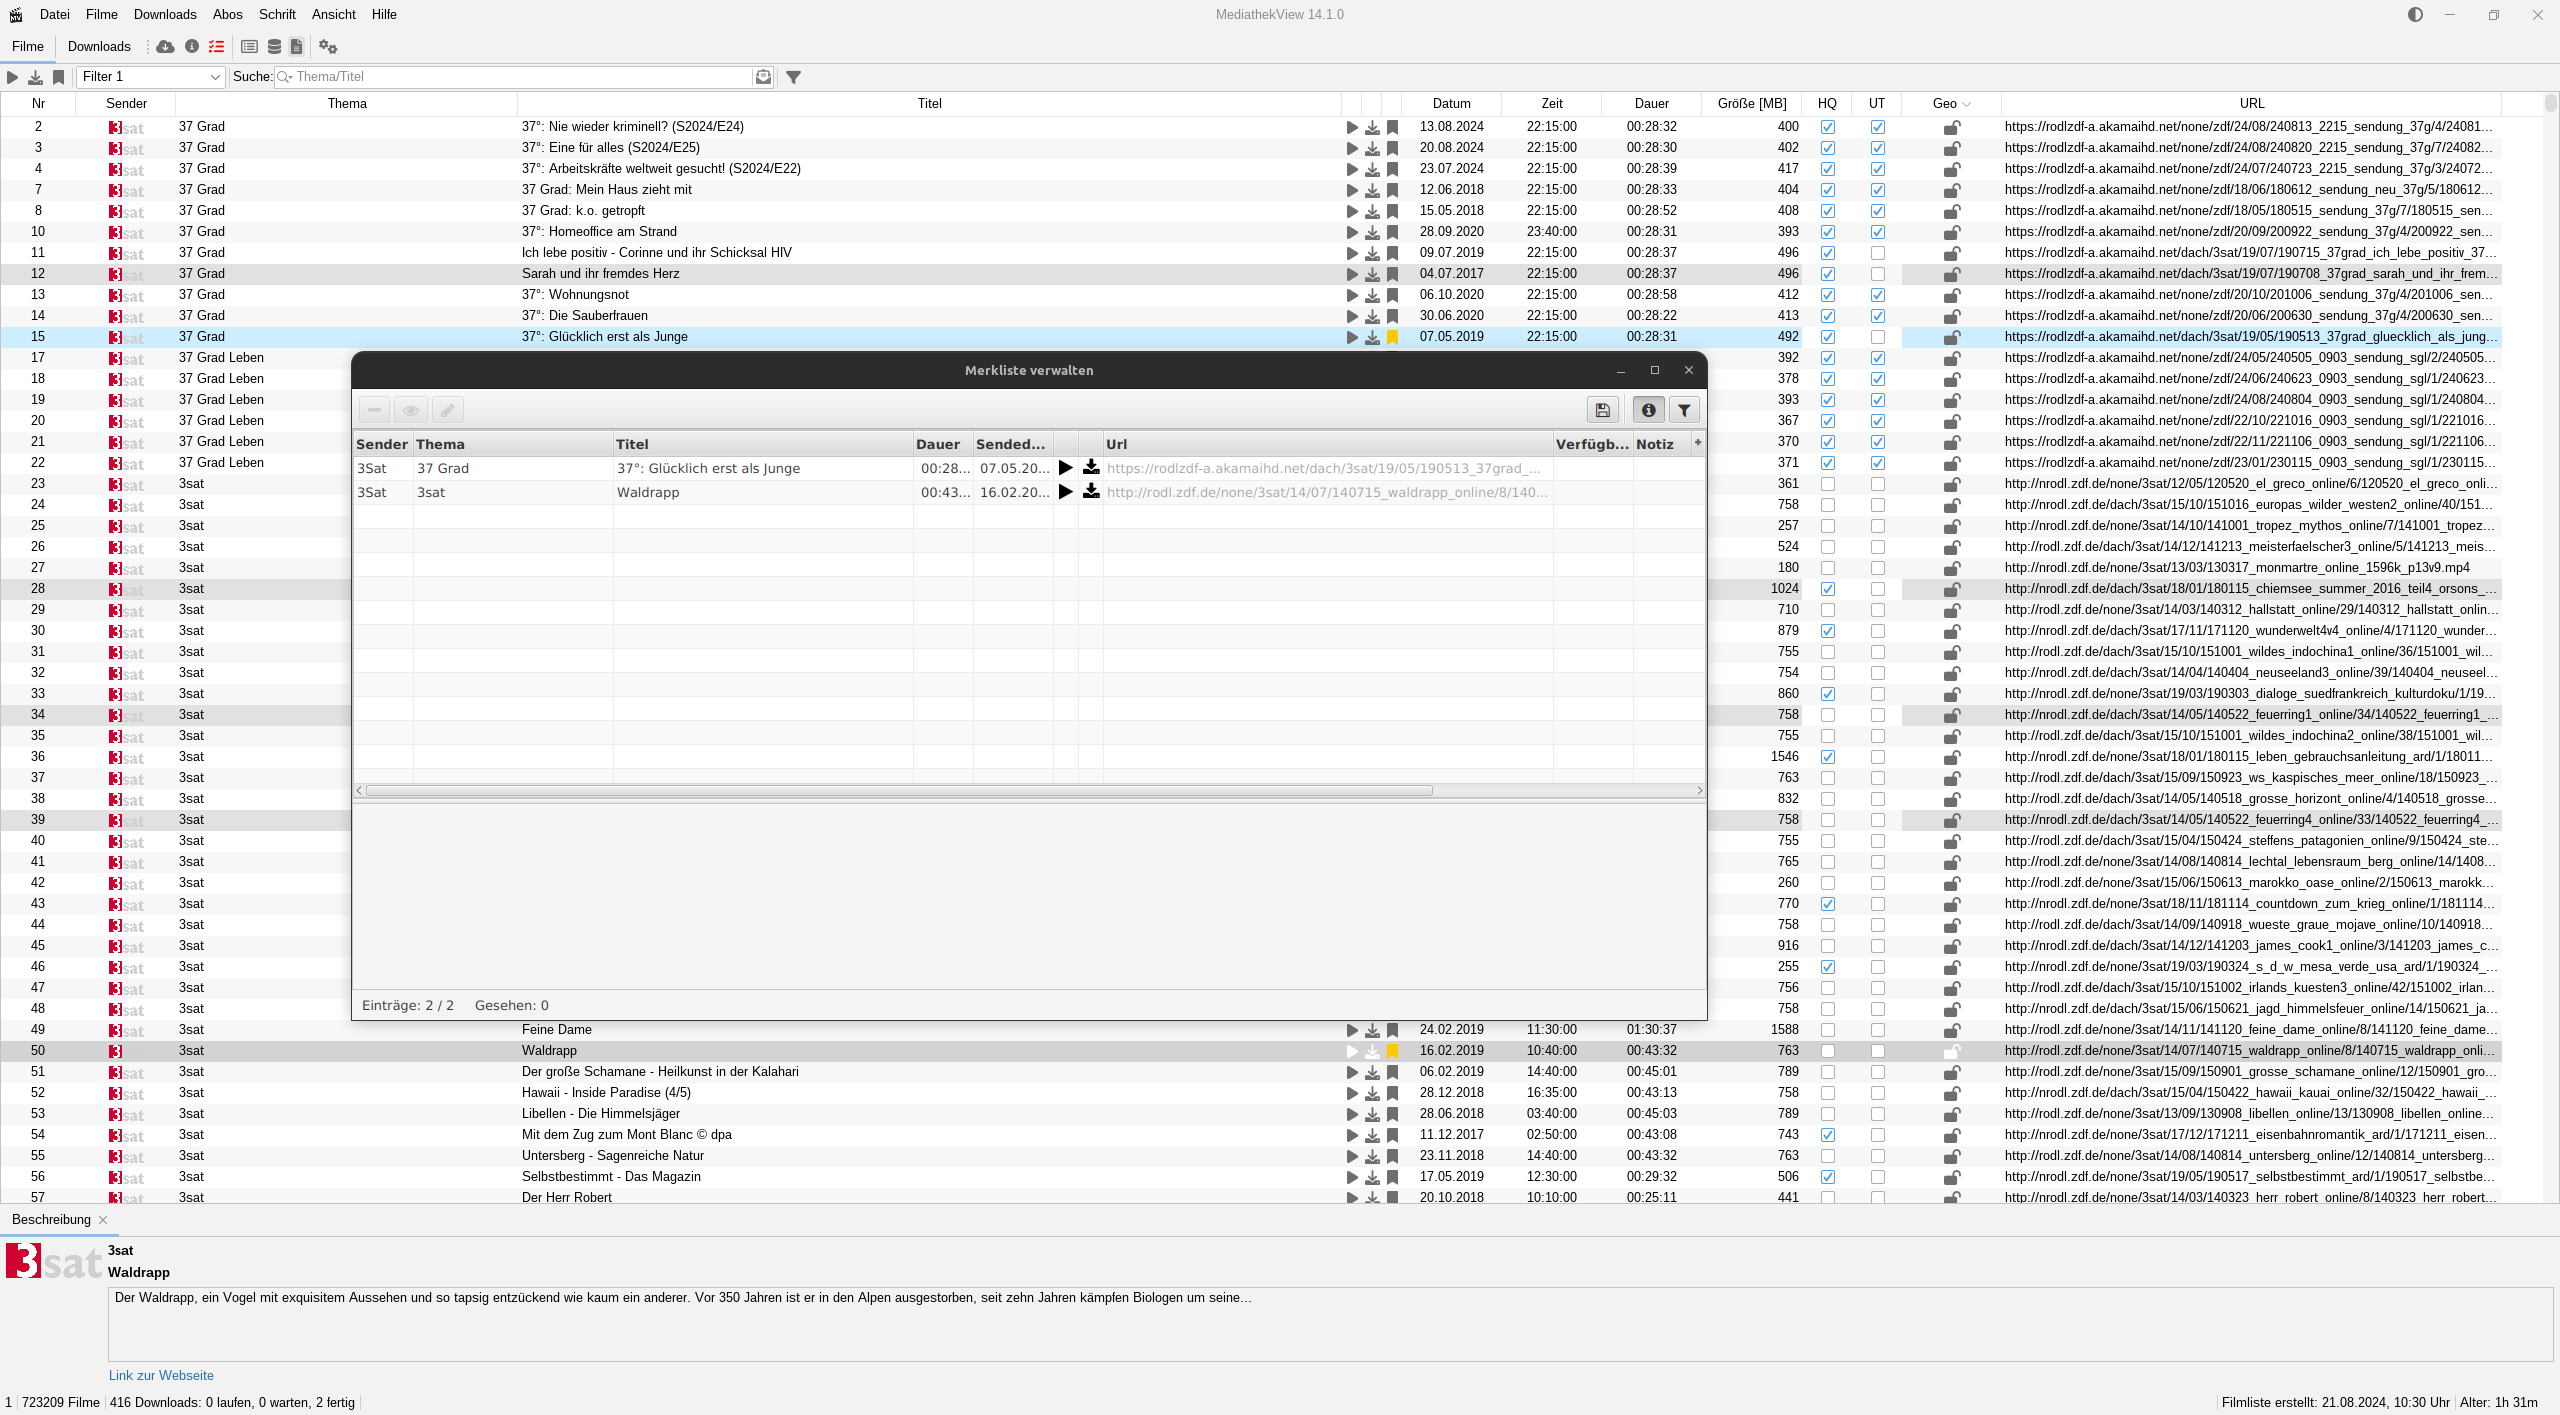 Datei Filme Downloads Abos Schrift Ansicht Hilfe MediathekView 14.1.0
Filme Downloads
Filter 1 Suche: Thema/Titel
Nr Sender Thema Titel Datum Zeit Dauer Größe [MB] HQ UT Geo URL
2 3sat 37 Grad 37°: Nie wieder kriminell? (S2024/E24) 13.08.2024 22:15:00 00:28:32 400 https://rodlzdf-a.akamaihd.net/none/zdf/24/08/240813_2215_sendung_37g/4/24081...
3 3sat 37 Grad 37°: Eine für alles (S2024/E25) 20.08.2024 22:15:00 00:28:30 402 https://rodlzdf-a.akamaihd.net/none/zdf/24/08/240820_2215_sendung_37g/7/24082...
4 3sat 37 Grad 37°: Arbeitskräfte weltweit gesucht! (S2024/E22) 23.07.2024 22:15:00 00:28:39 417 https://rodlzdf-a.akamaihd.net/none/zdf/24/07/240723_2215_sendung_37g/3/24072...
7 3sat 37 Grad 37 Grad: Mein Haus zieht mit 12.06.2018 22:15:00 00:28:33 404 https://rodlzdf-a.akamaihd.net/none/zdf/18/06/180612_sendung_neu_37g/5/180612...
8 3sat 37 Grad 37 Grad: k.o. getropft 15.05.2018 22:15:00 00:28:52 408 https://rodlzdf-a.akamaihd.net/none/zdf/18/05/180515_sendung_37g/7/180515_sen...
10 3sat 37 Grad 37°: Homeoffice am Strand 28.09.2020 23:40:00 00:28:31 393 https://rodlzdf-a.akamaihd.net/none/zdf/20/09/200922_sendung_37g/4/200922_sen...
11 3sat 37 Grad Ich lebe positiv - Corinne und ihr Schicksal HIV 09.07.2019 22:15:00 00:28:37 496 https://rodlzdf-a.akamaihd.net/dach/3sat/19/07/190715_37grad_ich_lebe_positiv_37...
12 3sat 37 Grad Sarah und ihr fremdes Herz 04.07.2017 22:15:00 00:28:37 496 https://rodlzdf-a.akamaihd.net/dach/3sat/19/07/190708_37grad_sarah_und_ihr_frem...
13 3sat 37 Grad 37°: Wohnungsnot 06.10.2020 22:15:00 00:28:58 412 https://rodlzdf-a.akamaihd.net/none/zdf/20/10/201006_sendung_37g/4/201006_sen...
14 3sat 37 Grad 37°: Die Sauberfrauen 30.06.2020 22:15:00 00:28:22 413 https://rodlzdf-a.akamaihd.net/none/zdf/20/06/200630_sendung_37g/4/200630_sen...
15 3sat 37 Grad 37°: Glücklich erst als Junge 07.05.2019 22:15:00 00:28:31 492 https://rodlzdf-a.akamaihd.net/dach/3sat/19/05/190513_37grad_gluecklich_als_jung...
17 3sat 37 Grad Leben 392 https://rodlzdf-a.akamaihd.net/none/zdf/24/05/240505_0903_sendung_sgl/2/240505...
18 3sat 37 Grad Leben 378 https://rodlzdf-a.akamaihd.net/none/zdf/24/06/240623_0903_sendung_sgl/1/240623...
19 3sat 37 Grad Leben 393 https://rodlzdf-a.akamaihd.net/none/zdf/24/08/240804_0903_sendung_sgl/1/240804...
20 3sat 37 Grad Leben 367 https://rodlzdf-a.akamaihd.net/none/zdf/22/10/221016_0903_sendung_sgl/1/221016...
21 3sat 37 Grad Leben 370 https://rodlzdf-a.akamaihd.net/none/zdf/22/11/221106_0903_sendung_sgl/1/221106...
22 3sat 37 Grad Leben 371 https://rodlzdf-a.akamaihd.net/none/zdf/23/01/230115_0903_sendung_sgl/1/230115...
23 3sat 3sat 361 http://rodl.zdf.de/none/3sat/12/05/120520_el_greco_online/6/120520_el_greco_onli...
24 3sat 3sat 758 http://nrodl.zdf.de/dach/3sat/15/10/151016_europas_wilder_westen2_online/40/151...
25 3sat 3sat 257 http://nrodl.zdf.de/none/3sat/14/10/141001_tropez_mythos_online/7/141001_tropez...
26 3sat 3sat 524 http://rodl.zdf.de/dach/3sat/14/12/141213_meisterfaelscher3_online/5/141213_meis...
27 3sat 3sat 180 http://rodl.zdf.de/none/3sat/13/03/130317_monmartre_online_1596k_p13v9.mp4
28 3sat 3sat 1024 http://rodl.zdf.de/dach/3sat/18/01/180115_chiemsee_summer_2016_teil4_orsons_...
29 3sat 3sat 710 http://rodl.zdf.de/none/3sat/14/03/140312_hallstatt_online/29/140312_hallstatt_onlin...
30 3sat 3sat 879 http://nrodl.zdf.de/dach/3sat/17/11/171120_wunderwelt4w4_online/4/171120_wunder...
31 3sat 3sat 755 http://nrodl.zdf.de/dach/3sat/15/10/151001_wildes_indochina1_online/36/151001_wil...
32 3sat 3sat 754 http://nrodl.zdf.de/dach/3sat/14/04/140404_neuseeland3_online/39/140404_neuseel...
33 3sat 3sat 860 http://nrodl.zdf.de/none/3sat/19/03/190303_dialoge_suedfrankreich_kulturdoku/1/19...
34 3sat 3sat 758 http://nrodl.zdf.de/dach/3sat/14/05/140522_feuerring1_online/34/140522_feuerring1_...
35 3sat 3sat 755 http://nrodl.zdf.de/dach/3sat/15/10/151001_wildes_indochina2_online/38/151001_wil...
36 3sat 3sat 1546 http://nrodl.zdf.de/none/3sat/18/01/180115_leben_gebrauchsanleitung_ard/1/18011...
37 3sat 3sat 763 http://nrodl.zdf.de/dach/3sat/15/09/150923_ws_kaspisches_meer_online/18/150923_...
38 3sat 3sat 832 http://nrodl.zdf.de/dach/3sat/14/05/140518_grosse_horizont_online/4/140518_grosse...
39 3sat 3sat 758 http://nrodl.zdf.de/dach/3sat/14/05/140522_feuerring4_online/33/140522_feuerring4_...
40 3sat 3sat 755 http://nrodl.zdf.de/dach/3sat/15/04/150424_steffens_patagonien_online/9/150424_ste...
41 3sat 3sat 765 http://rodl.zdf.de/none/3sat/14/08/140814_lechtal_lebensraum_berg_online/14/1408...
42 3sat 3sat 260 http://rodl.zdf.de/none/3sat/15/06/150613_marokko_oase_online/2/150613_marokk...
43 3sat 3sat 770 http://nrodl.zdf.de/none/3sat/18/11/181114_countdown_zum_krieg_online/1/181114...
44 3sat 3sat 758 http://nrodl.zdf.de/dach/3sat/14/09/140918_wueste_graue_mojave_online/10/140918...
45 3sat 3sat 916 http://nrodl.zdf.de/dach/3sat/14/12/141203_james_cook1_online/3/141203_james_c...
46 3sat 3sat 255 http://nrodl.zdf.de/none/3sat/19/03/190324_s_d_w_mesa_verde_usa_ard/1/190324_...
47 3sat 3sat 756 http://nrodl.zdf.de/none/3sat/15/10/151002_irlands_kuesten3_online/42/151002_irlan...
48 3sat 3sat 758 http://nrodl.zdf.de/dach/3sat/15/06/150621_jagd_himmelsfeuer_online/14/150621_ja...
Merkliste verwalten
Sender Thema Titel Dauer Sended... Url Verfügb... Notiz
3Sat 37 Grad 37°: Glücklich erst als Junge 00:28... 07.05.20... https://rodlzdf-a.akamaihd.net/dach/3sat/19/05/190513_37grad_...
3Sat 3sat Waldrapp 00:43... 16.02.20... http://rodl.zdf.de/none/3sat/14/07/140715_waldrapp_online/8/140...
Einträge: 2 / 2 Gesehen: 0
49 3sat 3sat Feine Dame 24.02.2019 11:30:00 01:30:37 1588 http://nrodl.zdf.de/none/3sat/14/11/141120_feine_dame_online/8/141120_feine_dame...
50 3 3sat Waldrapp 16.02.2019 10:40:00 00:43:32 763 http://rodl.zdf.de/none/3sat/14/07/140715_waldrapp_online/8/140715_waldrapp_onli...
51 3sat 3sat Der große Schamane - Heilkunst in der Kalahari 06.02.2019 14:40:00 00:45:01 789 http://nrodl.zdf.de/dach/3sat/15/09/150901_grosse_schamane_online/12/150901_gro...
52 3sat 3sat Hawaii - Inside Paradise (4/5) 28.12.2018 16:35:00 00:43:13 758 http://nrodl.zdf.de/dach/3sat/15/04/150422_hawaii_kauai_online/32/150422_hawaii_...
53 3sat 3sat Libellen - Die Himmelsjäger 28.06.2018 03:40:00 00:45:03 789 http://nrodl.zdf.de/none/3sat/13/09/130908_libellen_online/13/130908_libellen_online...
54 3sat 3sat Mit dem Zug zum Mont Blanc © dpa 11.12.2017 02:50:00 00:43:08 743 http://nrodl.zdf.de/none/3sat/17/12/171211_eisenbahnromantik_ard/1/171211_eisen...
55 3sat 3sat Untersberg - Sagenreiche Natur 23.11.2018 14:40:00 00:43:32 763 http://rodl.zdf.de/none/3sat/14/08/140814_untersberg_online/12/140814_untersberg...
56 3sat 3sat Selbstbestimmt - Das Magazin 17.05.2019 12:30:00 00:29:32 506 http://nrodl.zdf.de/none/3sat/19/05/190517_selbstbestimmt_ard/1/190517_selbstbe...
57 3sat 3sat Der Herr Robert 20.10.2018 10:10:00 00:25:11 441 http://rodl.zdf.de/none/3sat/14/03/140323_herr_robert_online/8/140323_herr_robert...
Beschreibung
3sat 3sat
Waldrapp
Der Waldrapp, ein Vogel mit exquisitem Aussehen und so tapsig entzückend wie kaum ein anderer. Vor 350 Jahren ist er in den Alpen ausgestorben, seit zehn Jahren kämpfen Biologen um seine...
Link zur Webseite
1 723209 Filme 416 Downloads: 0 laufen, 0 warten, 2 fertig Filmliste erstellt: 21.08.2024, 10:30 Uhr Alter: 1h 31m